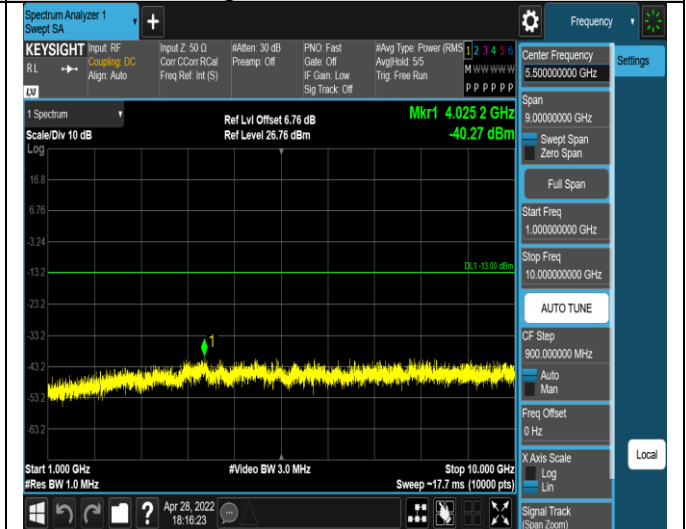 Spectrum Analyzer 1
Swept SA
+
Frequency
KEYSIGHT
RL
LXI
Input: RF
Coupling: DC
Align: Auto
Input Z: 50 Ω
Corr CCorr RCal
Freq Ref: Int (S)
#Atten: 30 dB
Preamp: Off
PNO: Fast
Gate: Off
IF Gain: Low
Sig Track: Off
#Avg Type: Power (RMS
Avg|Hold: 5/5
Trig: Free Run
1 2 3 4 5 6
M W W W W W
P P P P P P
1 Spectrum
Scale/Div 10 dB
Log
Ref Lvl Offset 6.76 dB
Ref Level 26.76 dBm
Mkr1 4.025 2 GHz
-40.27 dBm
16.8
6.76
-3.24
-13.2
-23.2
-33.2
-43.2
-53.2
-63.2
DL1 -13.00 dBm
1
Start 1.000 GHz
#Res BW 1.0 MHz
#Video BW 3.0 MHz
Stop 10.000 GHz
Sweep ~17.7 ms (10000 pts)
?
Apr 28, 2022
18:16:23
Center Frequency
5.500000000 GHz
Span
9.00000000 GHz
Swept Span
Zero Span
Full Span
Start Freq
1.000000000 GHz
Stop Freq
10.000000000 GHz
AUTO TUNE
CF Step
900.000000 MHz
Auto
Man
Freq Offset
0 Hz
X Axis Scale
Log
Lin
Signal Track
(Span Zoom)
Settings
Local